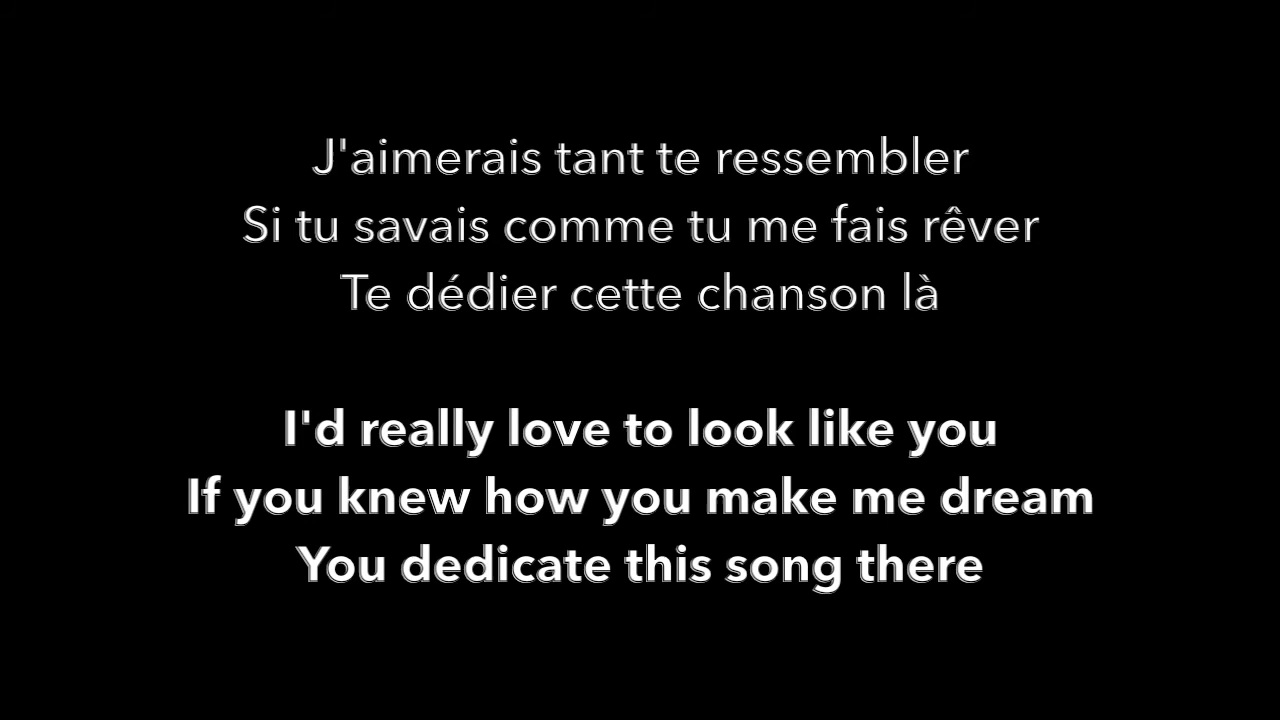 J'aimerais tant te ressembler
Si tu savais comme tu me fais rêver
Te dédier cette chanson là
I'd really love to look like you
If you knew how you make me dream
You dedicate this song there